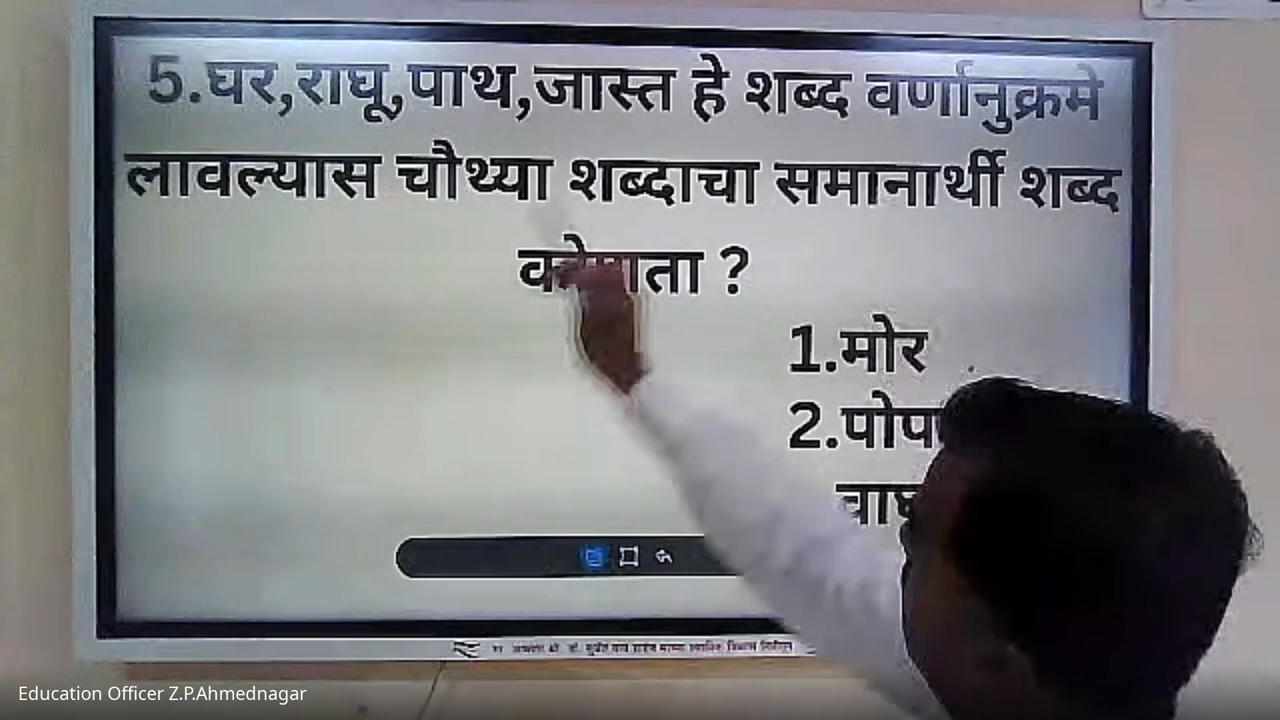 5.घर,राघू,पाथ,जास्त हे शब्द वर्णानुक्रमे
लावल्यास चौथ्या शब्दाचा समानार्थी शब्द
?
1.मोर
2.
Education Officer Z.P.Ahmednagar